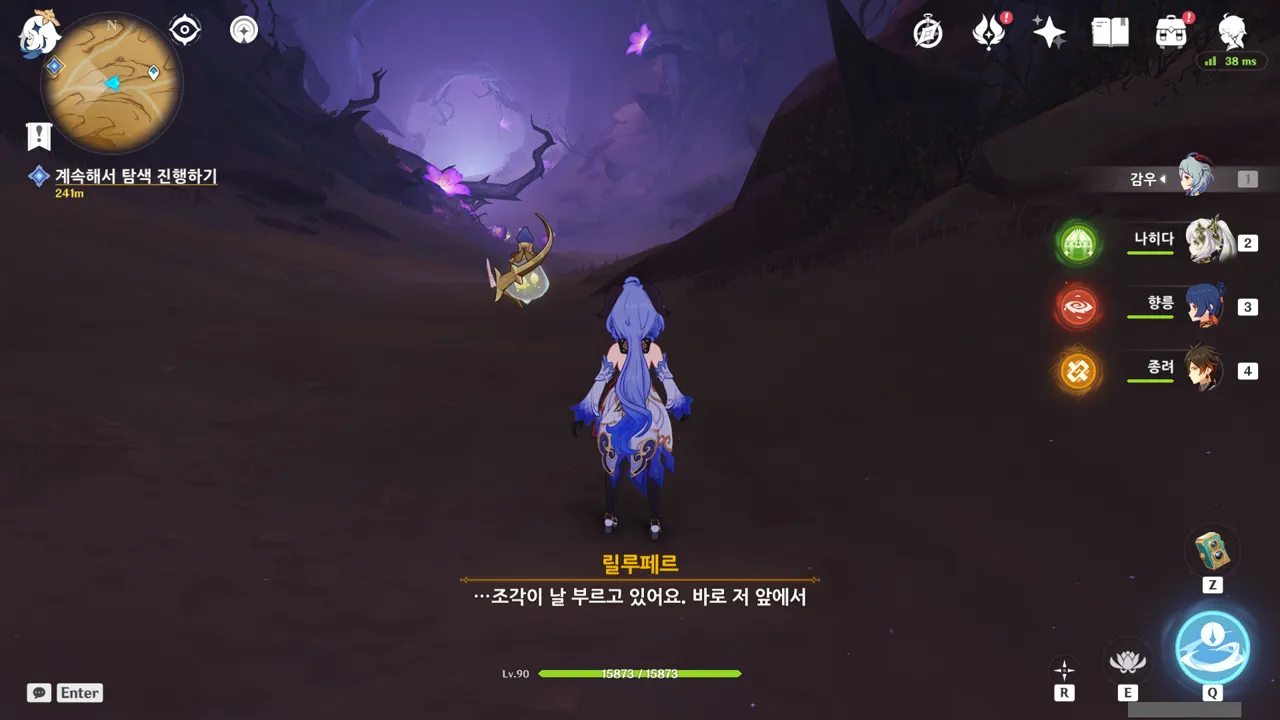 N
38 ms
계속해서 탐색 진행하기
241m
감우
1
나히다
2
향릉
3
종려
4
릴루페르
…조각이 날 부르고 있어요. 바로 저 앞에서
Z
Lv.90
15873 / 15873
R
E
Q
Enter